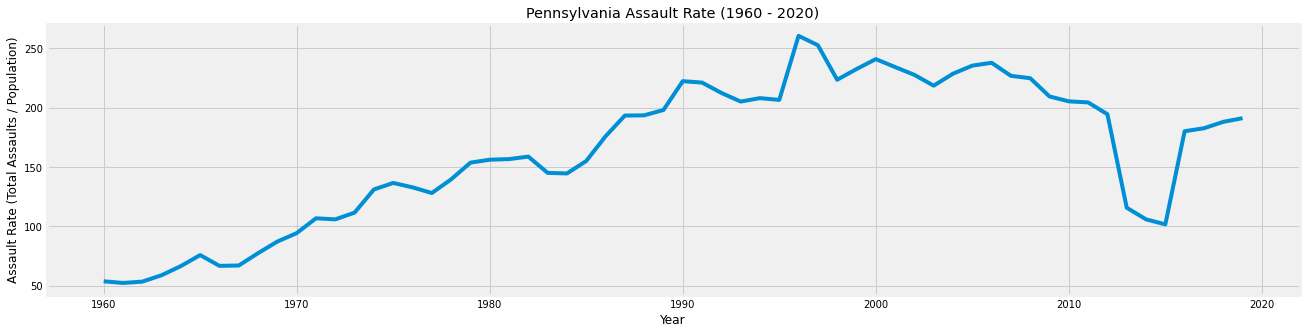 Pennsylvania Assault Rate (1960 - 2020)
Assault Rate (Total Assaults / Population)
250
200
150
100
50
1960 1970 1980 1990 2000 2010 2020
Year